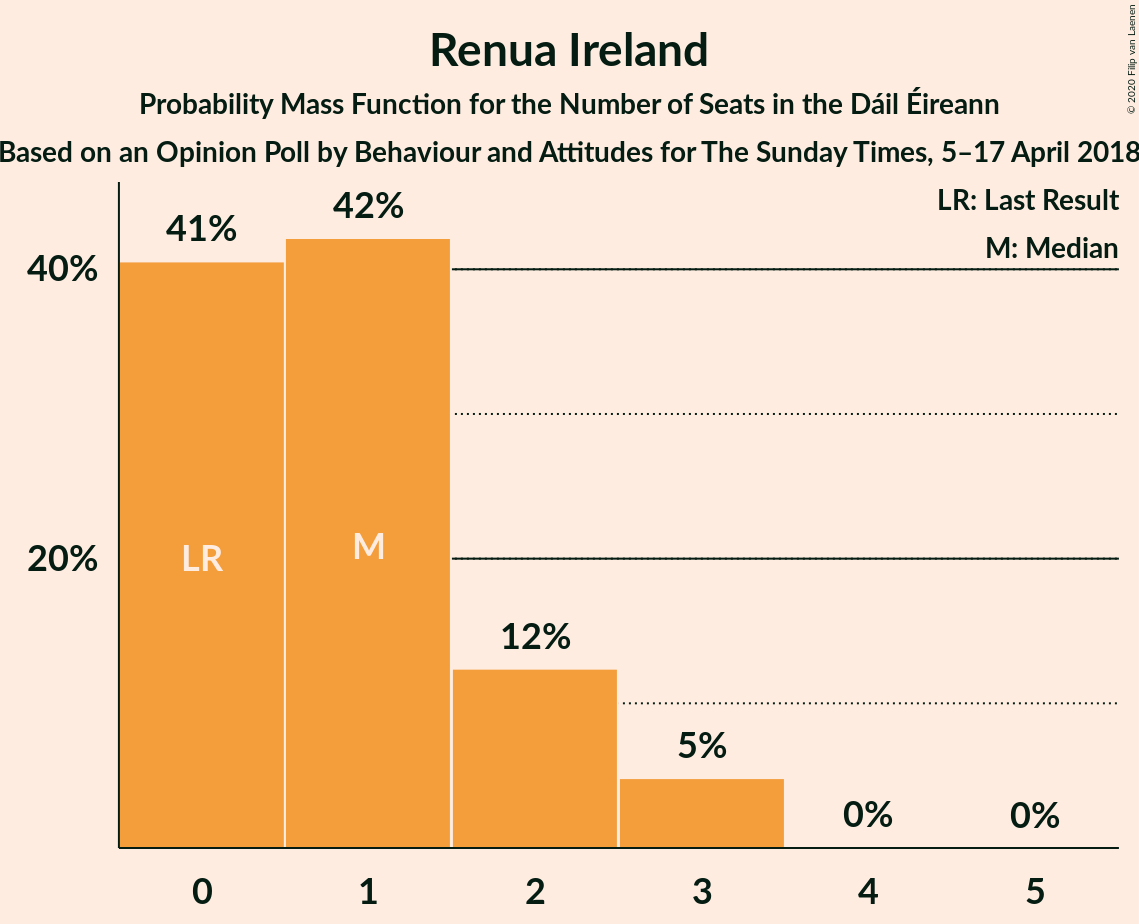 Renua Ireland
Probability Mass Function for the Number of Seats in the Dáil Éireann
Based on an Opinion Poll by Behaviour and Attitudes for The Sunday Times, 5–17 April 2018
© 2020 Filip van Laenen
LR: Last Result
M: Median
41%
42%
40%
LR
M
20%
12%
5%
0%
0%
0
1
2
3
4
5